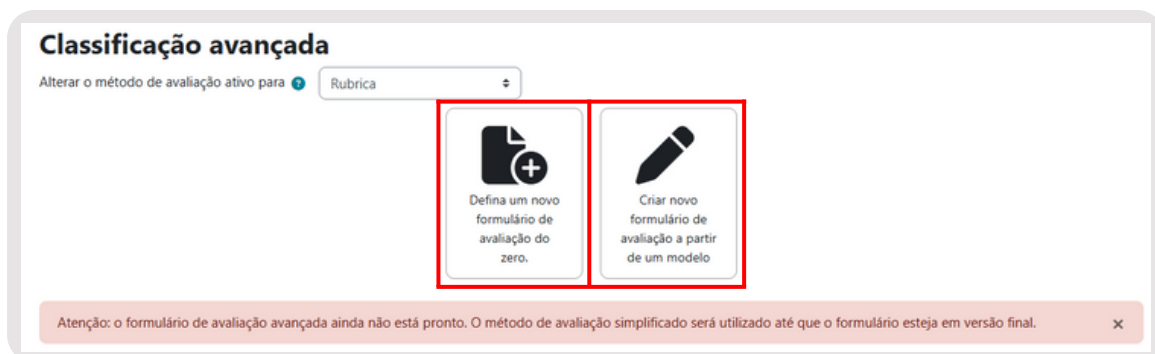 Classificação avançada
Alterar o método de avaliação ativo para ? Rubrica
Defina um novo
formulário de
avaliação do
zero.
Criar novo
formulário de
avaliação a partir
de um modelo
Atenção: o formulário de avaliação avançada ainda não está pronto. O método de avaliação simplificado será utilizado até que o formulário esteja em versão final. ×